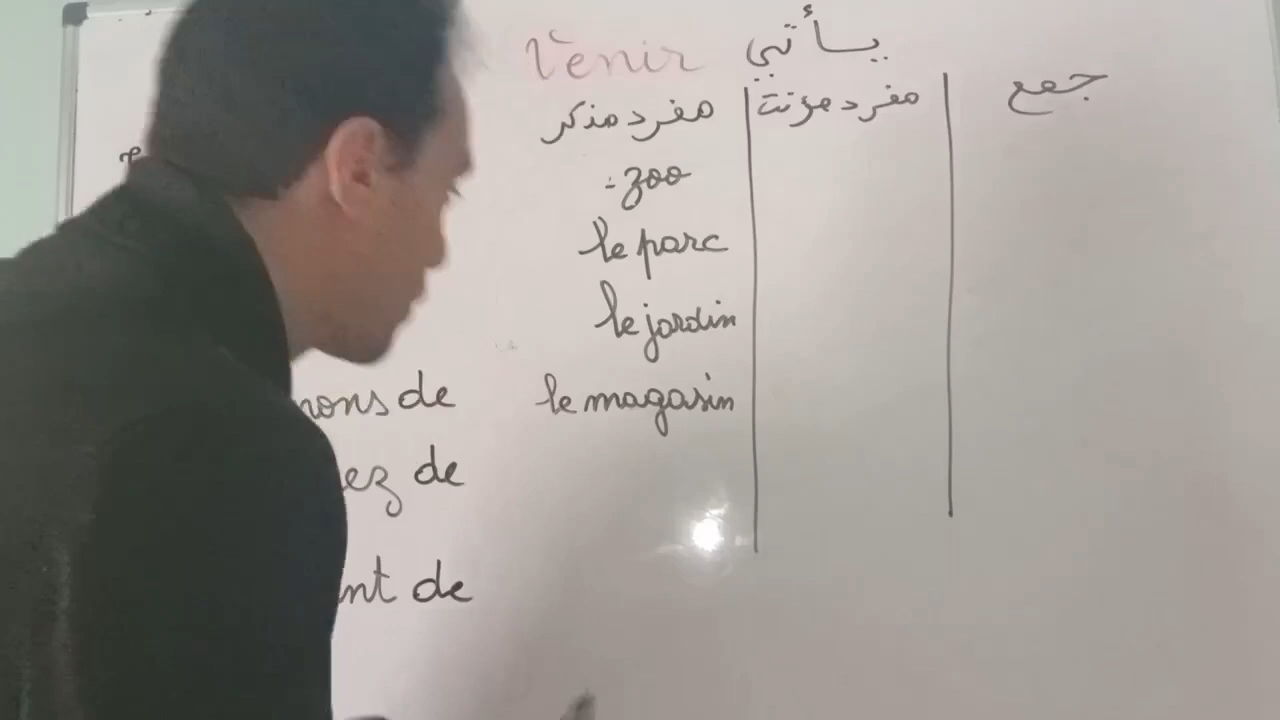 Venir يأتي
مفرد مذكر مفرد مؤنث جمع
zoo
le parc
le jardin
nons de le magasin
ez de
nt de